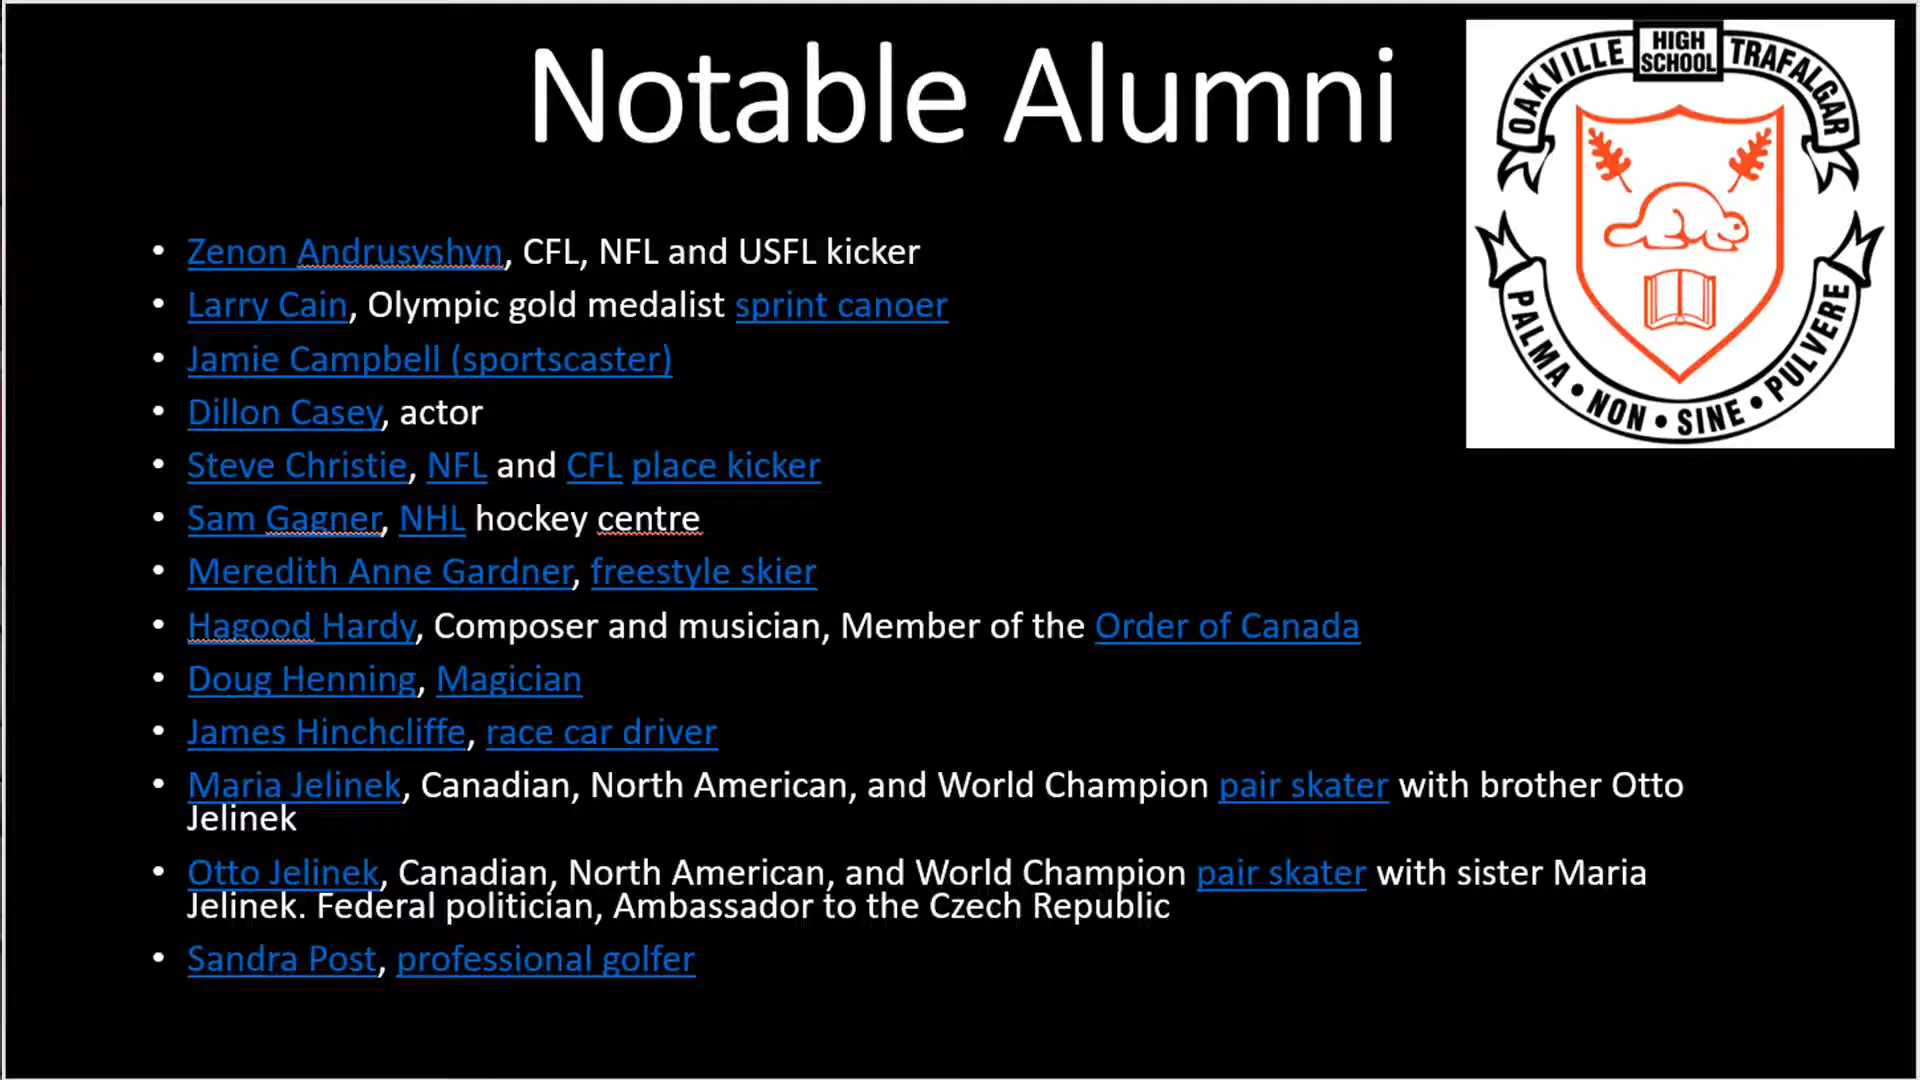 Notable Alumni
OAKVILLE HIGH SCHOOL TRAFALGAR
PALMA • NON • SINE • PULVERE
• Zenon Andrusyshyn, CFL, NFL and USFL kicker
• Larry Cain, Olympic gold medalist sprint canoer
• Jamie Campbell (sportscaster)
• Dillon Casey, actor
• Steve Christie, NFL and CFL place kicker
• Sam Gagner, NHL hockey centre
• Meredith Anne Gardner, freestyle skier
• Hagood Hardy, Composer and musician, Member of the Order of Canada
• Doug Henning, Magician
• James Hinchcliffe, race car driver
• Maria Jelinek, Canadian, North American, and World Champion pair skater with brother Otto
Jelinek
• Otto Jelinek, Canadian, North American, and World Champion pair skater with sister Maria
Jelinek. Federal politician, Ambassador to the Czech Republic
• Sandra Post, professional golfer